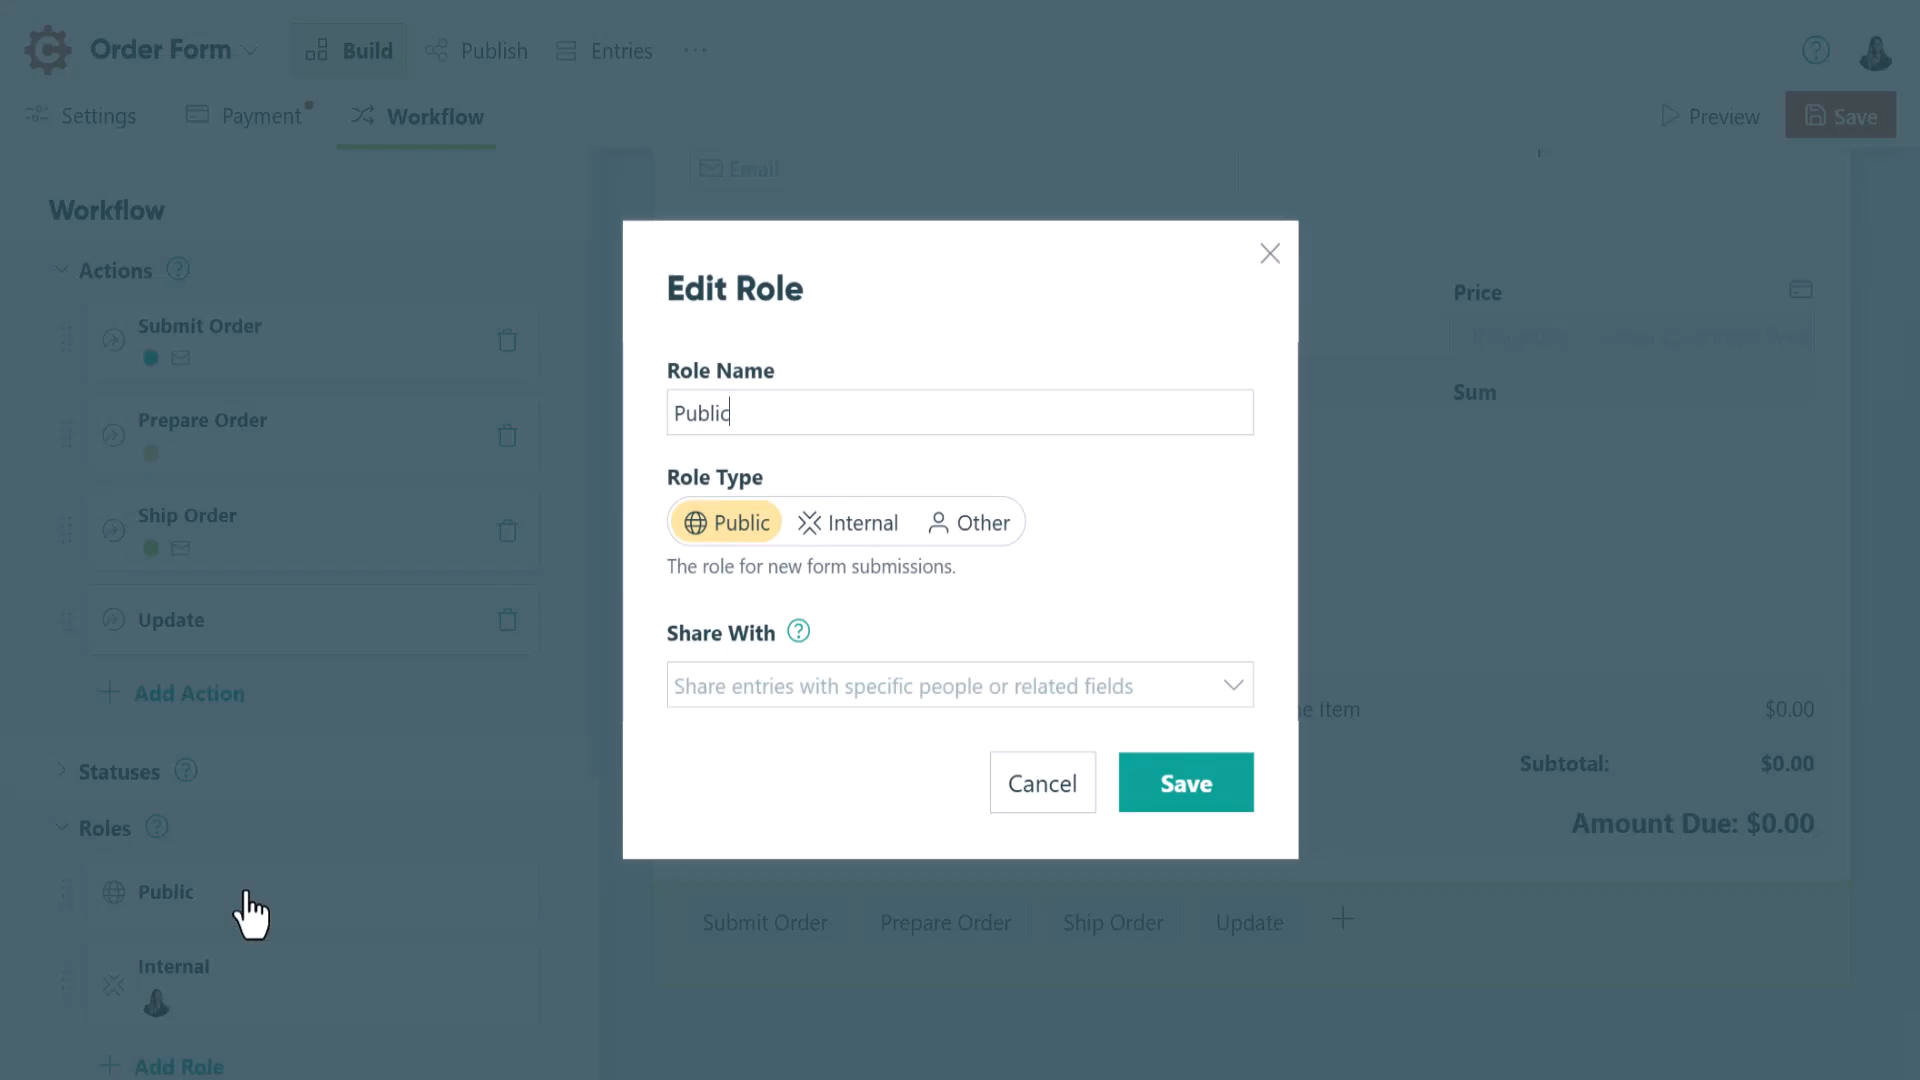 Order Form
Build
Publish
Entries
Settings
Payment
Workflow
Preview
Save
Workflow
Actions
Submit Order
Prepare Order
Ship Order
Update
Add Action
Statuses
Roles
Public
Internal
Add Role
Email
Price
Sum
Edit Role
Role Name
Public
Role Type
Public Internal Other
The role for new form submissions.
Share With
Share entries with specific people or related fields
Cancel Save
Item $0.00
Subtotal: $0.00
Amount Due: $0.00
Submit Order Prepare Order Ship Order Update